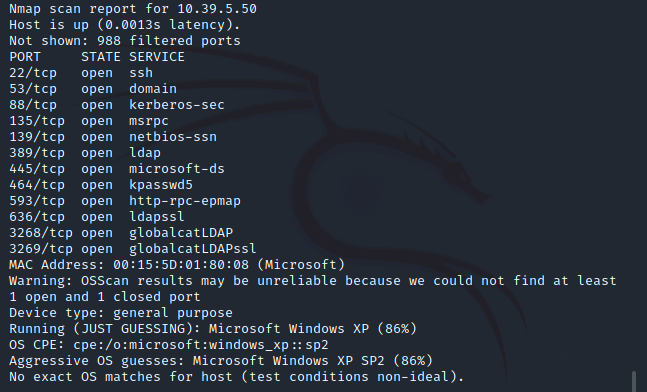 Nmap scan report for 10.39.5.50
Host is up (0.0013s latency).
Not shown: 988 filtered ports
PORT     STATE SERVICE
22/tcp   open  ssh
53/tcp   open  domain
88/tcp   open  kerberos-sec
135/tcp  open  msrpc
139/tcp  open  netbios-ssn
389/tcp  open  ldap
445/tcp  open  microsoft-ds
464/tcp  open  kpasswd5
593/tcp  open  http-rpc-epmap
636/tcp  open  ldapssl
3268/tcp open  globalcatLDAP
3269/tcp open  globalcatLDAPssl
MAC Address: 00:15:5D:01:80:08 (Microsoft)
Warning: OSScan results may be unreliable because we could not find at least
1 open and 1 closed port
Device type: general purpose
Running (JUST GUESSING): Microsoft Windows XP (86%)
OS CPE: cpe:/o:microsoft:windows_xp::sp2
Aggressive OS guesses: Microsoft Windows XP SP2 (86%)
No exact OS matches for host (test conditions non-ideal).